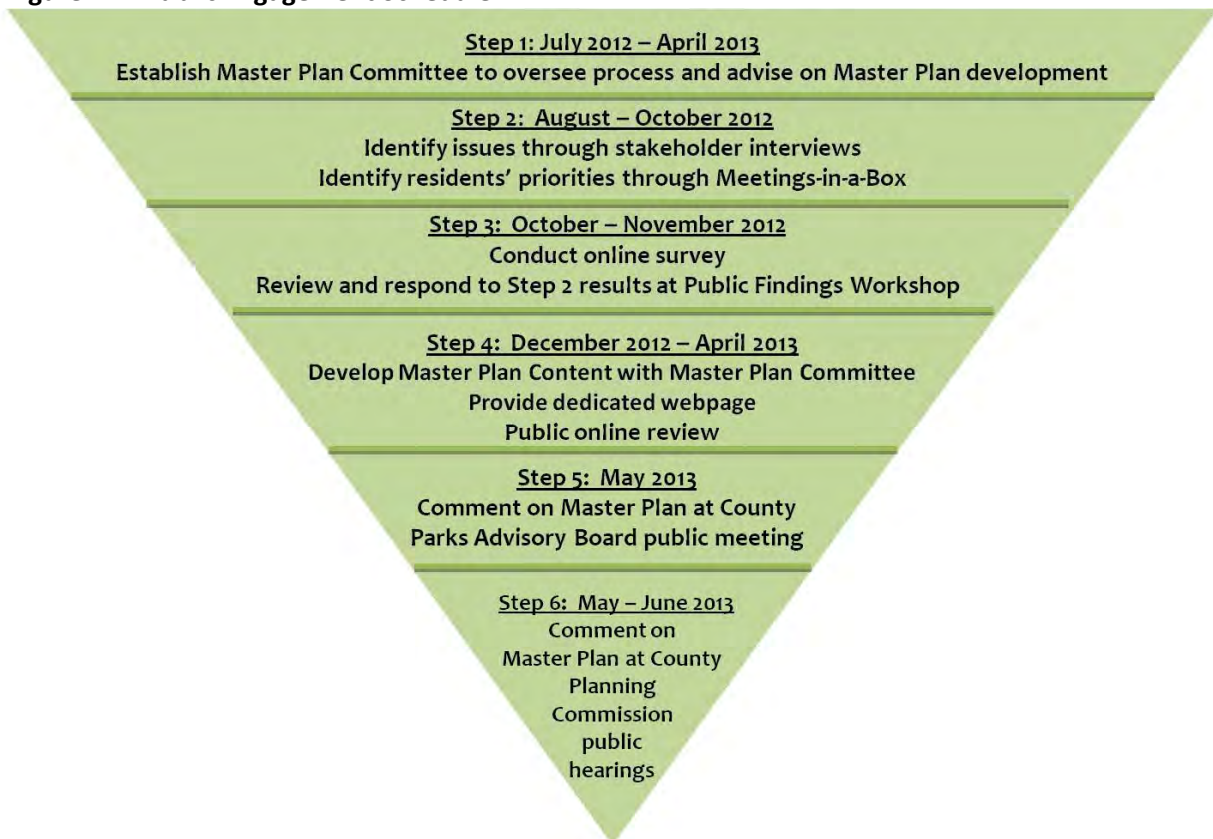 Step 1: July 2012 – April 2013
Establish Master Plan Committee to oversee process and advise on Master Plan development
Step 2: August – October 2012
Identify issues through stakeholder interviews
Identify residents' priorities through Meetings-in-a-Box
Step 3: October – November 2012
Conduct online survey
Review and respond to Step 2 results at Public Findings Workshop
Step 4: December 2012 – April 2013
Develop Master Plan Content with Master Plan Committee
Provide dedicated webpage
Public online review
Step 5: May 2013
Comment on Master Plan at County
Parks Advisory Board public meeting
Step 6: May – June 2013
Comment on
Master Plan at County
Planning
Commission
public
hearings